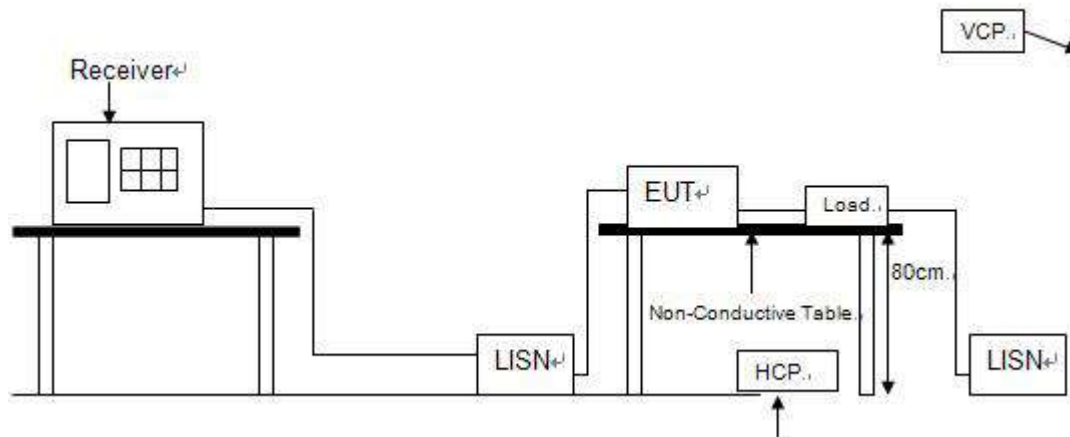 VCP.
Receiver↵
EUT↵
Load.
80cm.
Non-Conductive Table.
LISN↵
HCP.
LISN↵